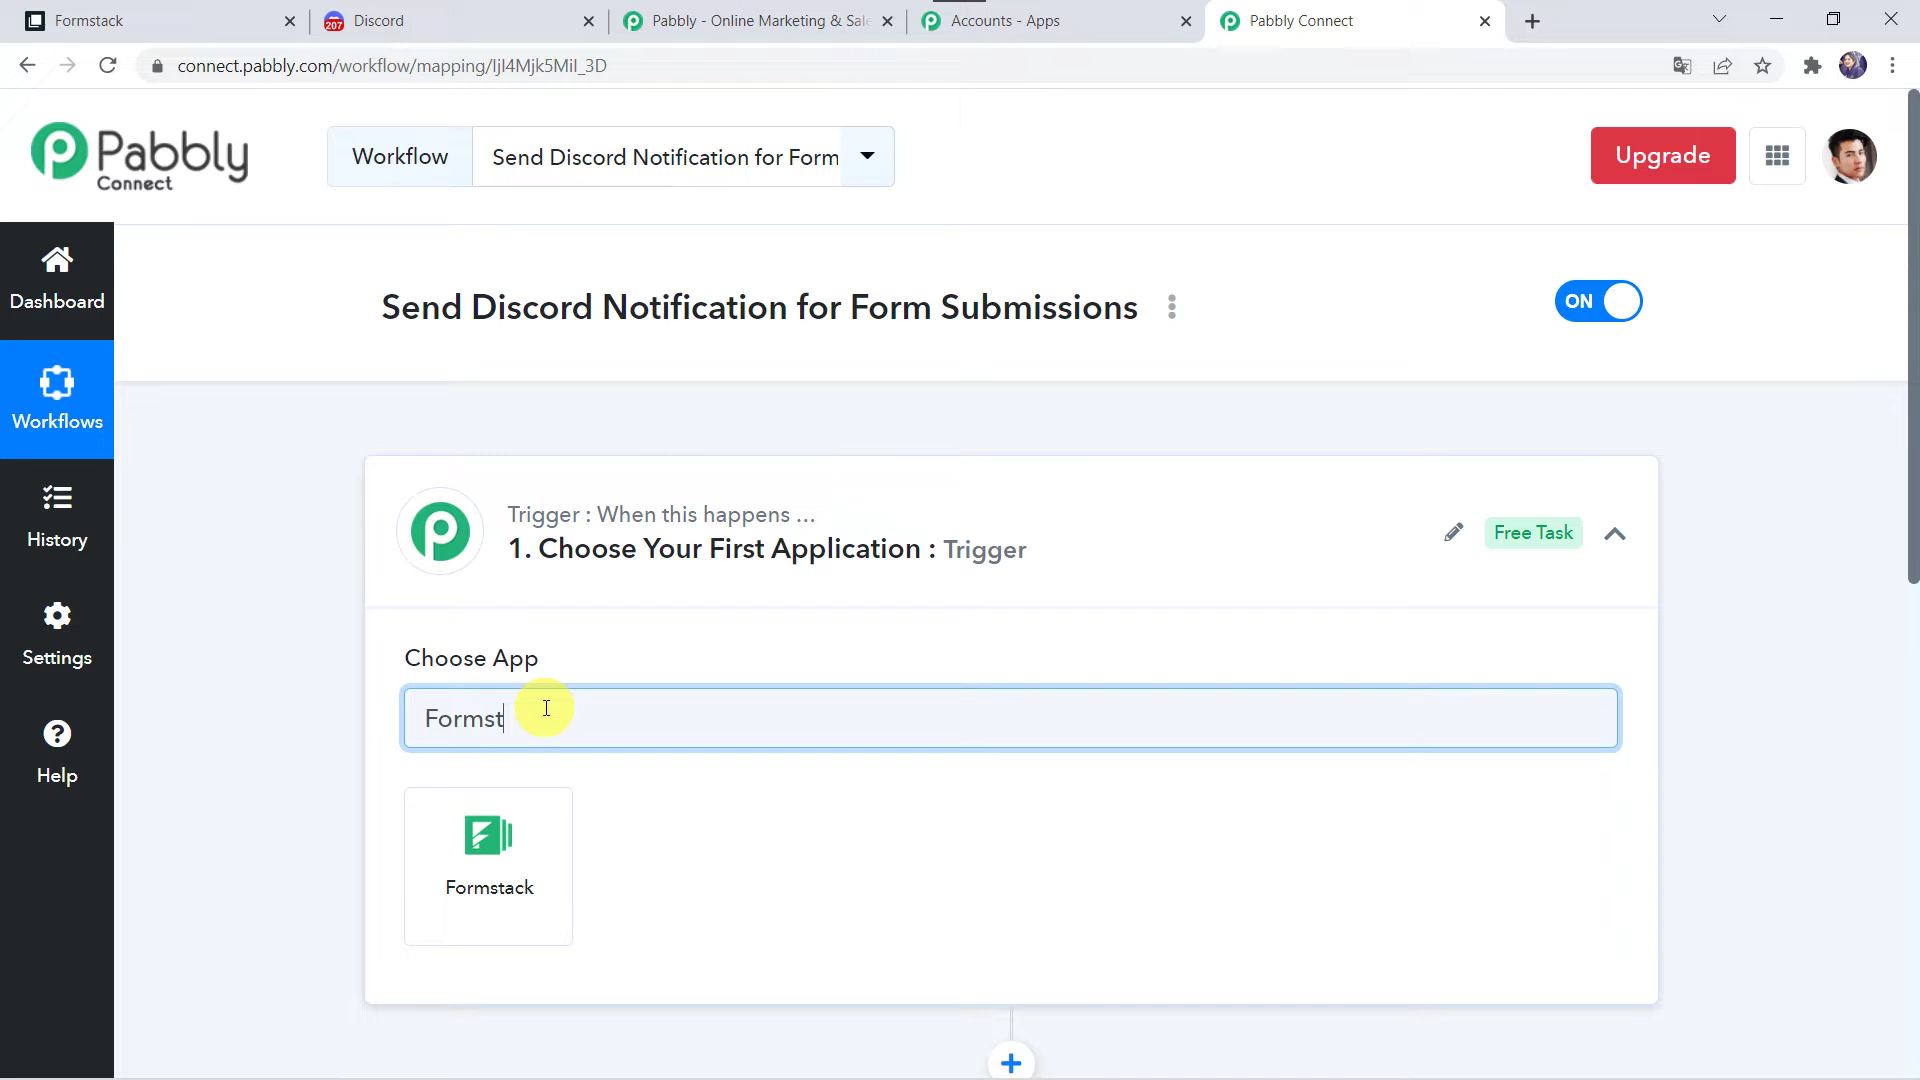 Formstack
207
Discord
Pabbly - Online Marketing & Sale
Accounts - Apps
Pabbly Connect
connect.pabbly.com/workflow/mapping/IjI4Mjk5MiI_3D
Pabbly
Connect
Workflow
Send Discord Notification for Form
Upgrade
Dashboard
Workflows
History
Settings
Help
Send Discord Notification for Form Submissions
ON
Trigger : When this happens ...
1. Choose Your First Application : Trigger
Free Task
Choose App
Formst
Formstack